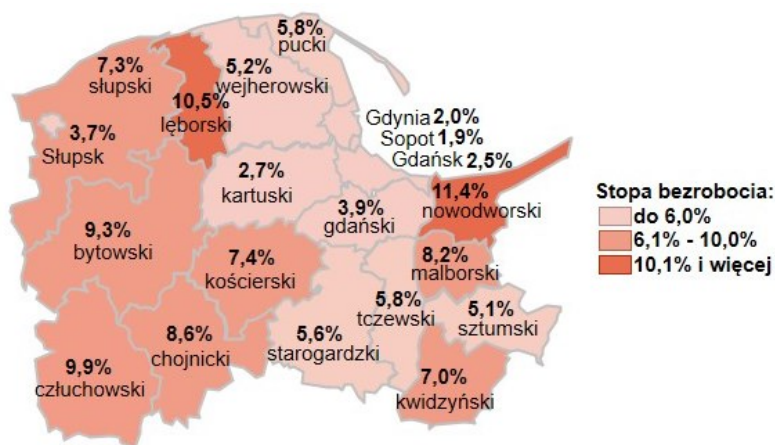 5,8%
pucki
7,3%
słupski
5,2%
wejherowski
10,5%
lęborski
Gdynia 2,0%
Sopot 1,9%
Gdańsk 2,5%
3,7%
Słupsk
2,7%
kartuski
11,4%
nowodworski
3,9%
gdański
9,3%
bytowski
7,4%
kościerski
8,2%
malborski
5,8%
tczewski
5,1%
sztumski
8,6%
chojnicki
5,6%
starogardzki
9,9%
człuchowski
7,0%
kwidzyński
Stopa bezrobocia:
do 6,0%
6,1% - 10,0%
10,1% i więcej